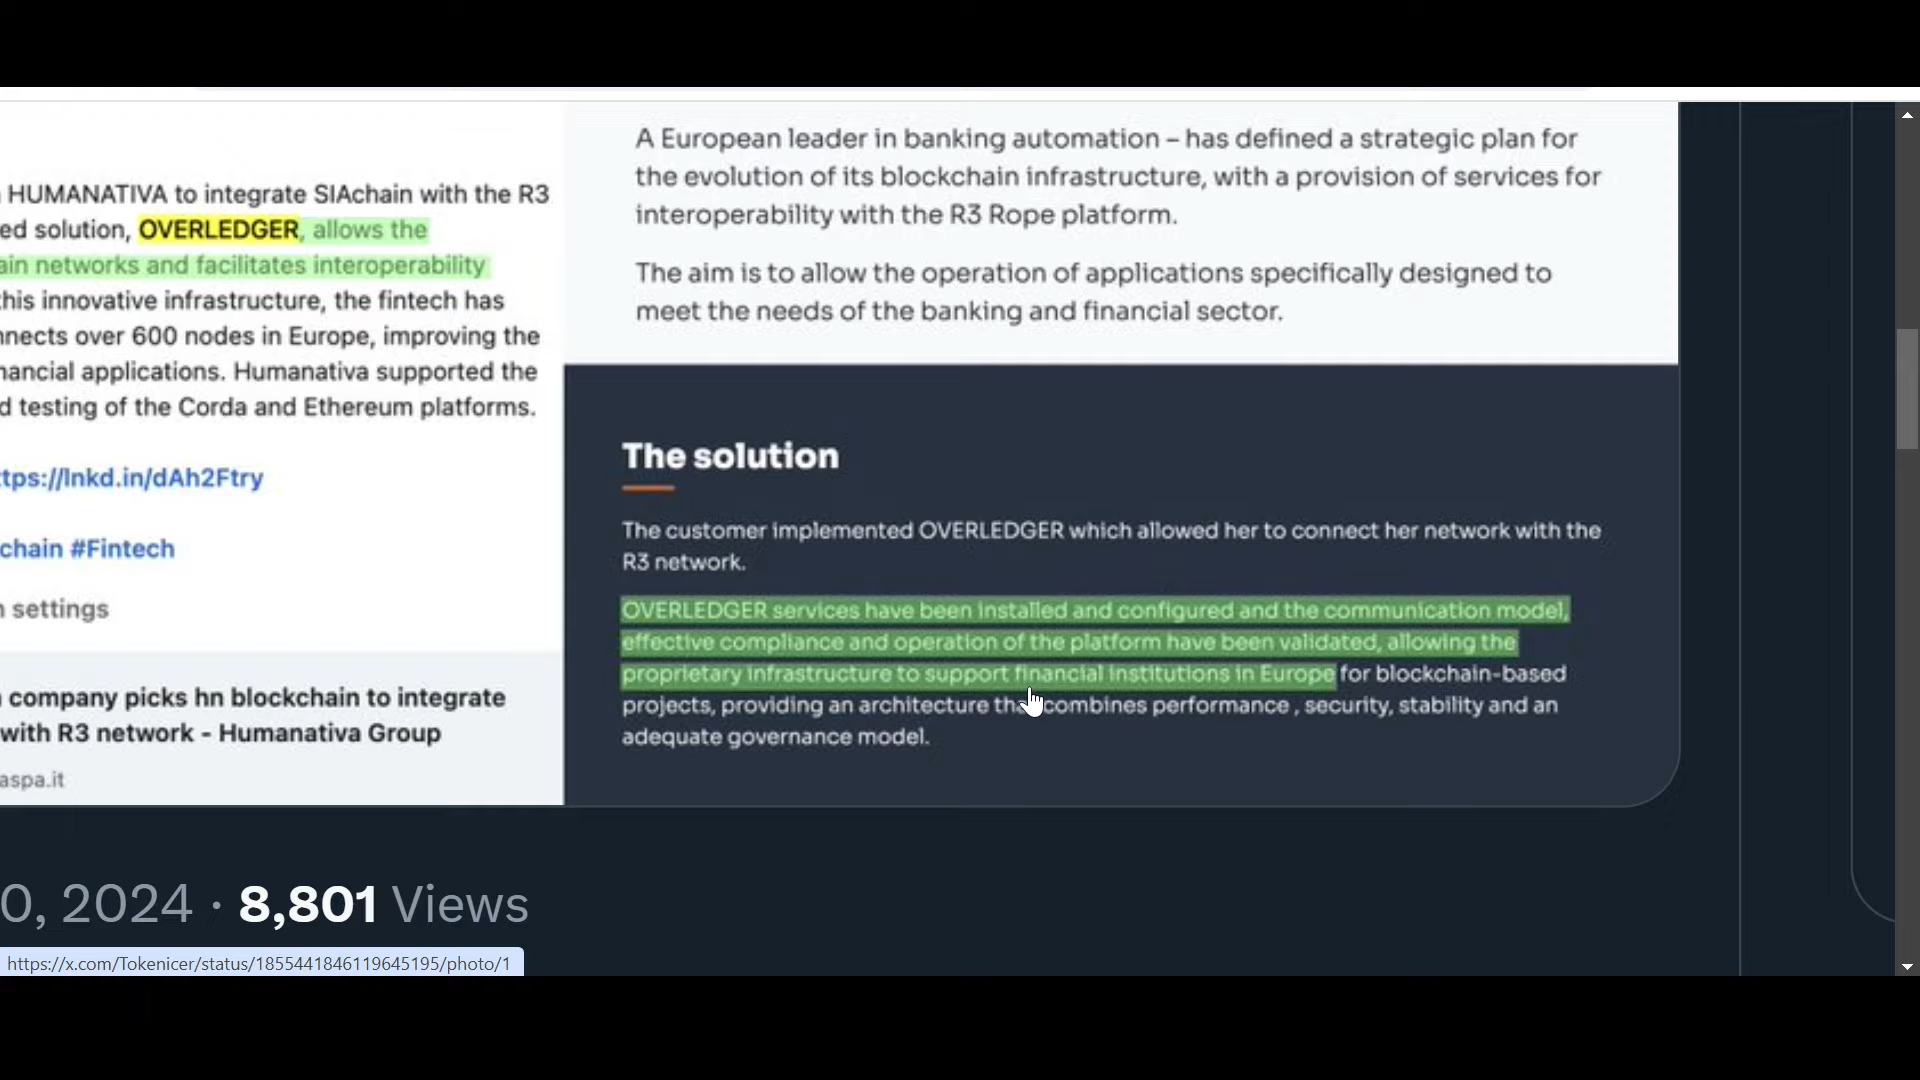 HUMANATIVA to integrate SIAchain with the R3
ed solution, OVERLEDGER, allows the
ain networks and facilitates interoperability
his innovative infrastructure, the fintech has
nnects over 600 nodes in Europe, improving the
nancial applications. Humanativa supported the
d testing of the Corda and Ethereum platforms.
ttps://lnkd.in/dAh2Ftry
chain #Fintech
n settings
n company picks hn blockchain to integrate
with R3 network - Humanativa Group
aspa.it
A European leader in banking automation – has defined a strategic plan for
the evolution of its blockchain infrastructure, with a provision of services for
interoperability with the R3 Rope platform.
The aim is to allow the operation of applications specifically designed to
meet the needs of the banking and financial sector.
The solution
The customer implemented OVERLEDGER which allowed her to connect her network with the
R3 network.
OVERLEDGER services have been installed and configured and the communication model,
effective compliance and operation of the platform have been validated, allowing the
proprietary infrastructure to support financial institutions in Europe for blockchain-based
projects, providing an architecture that combines performance , security, stability and an
adequate governance model.
0, 2024 · 8,801 Views
https://x.com/Tokenicer/status/1855441846119645195/photo/1